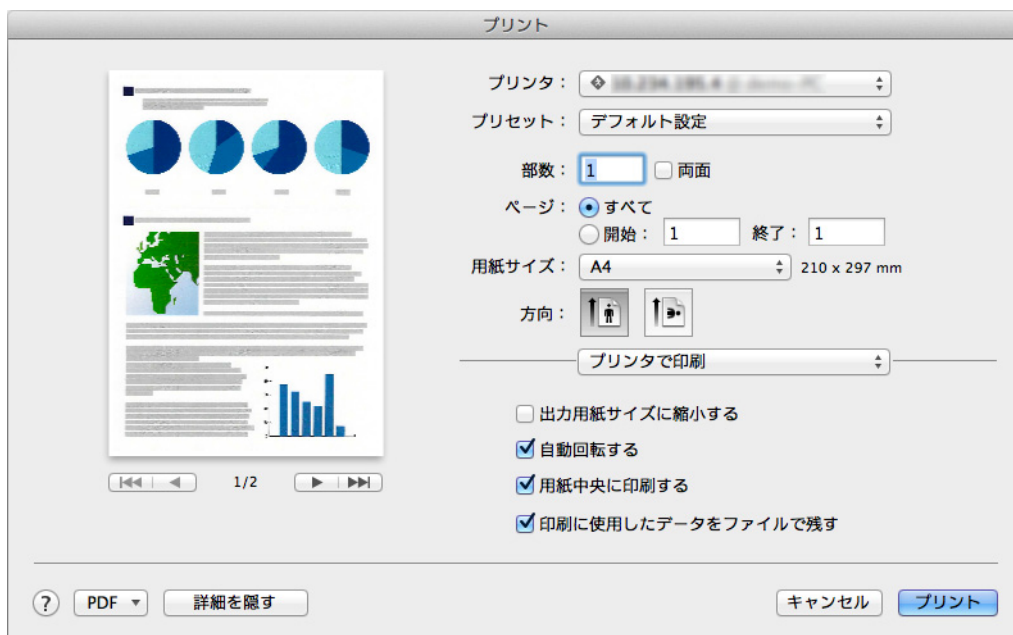 プリント
プリンタ：
プリセット： デフォルト設定
部数： 1 両面
ページ： すべて
開始： 1 終了： 1
用紙サイズ： A4 210 x 297 mm
方向：
プリンタで印刷
出力用紙サイズに縮小する
自動回転する
用紙中央に印刷する
1/2
印刷に使用したデータをファイルで残す
? PDF 詳細を隠す キャンセル プリント